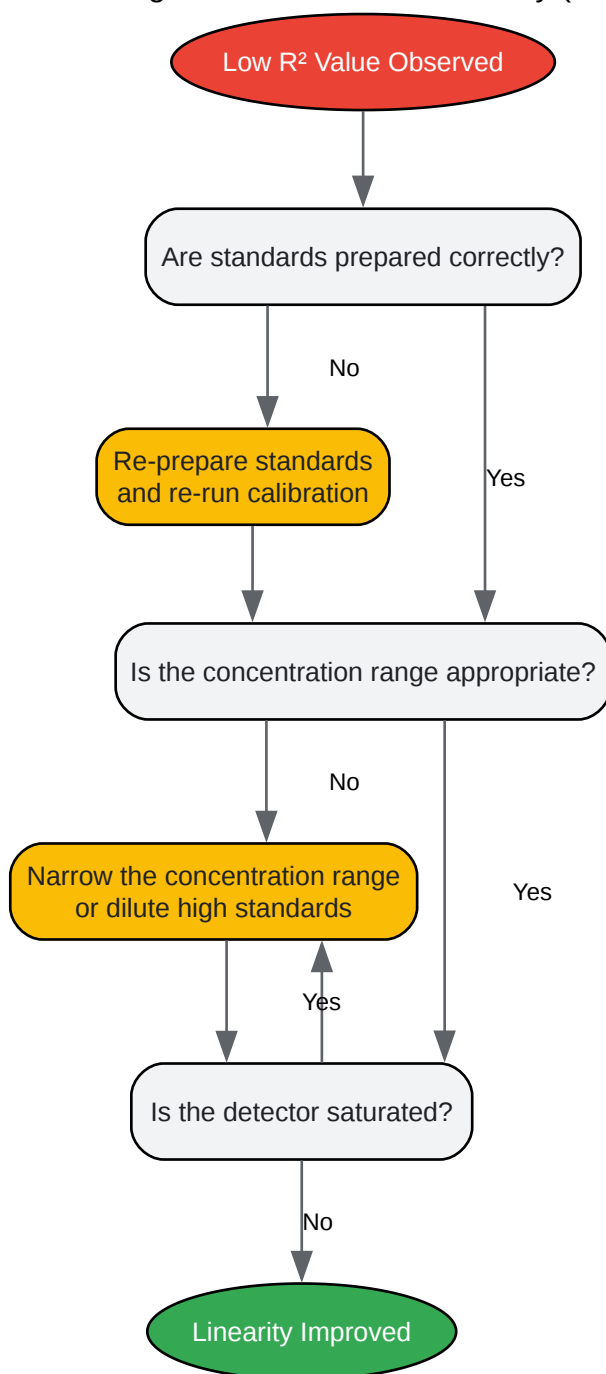 Low R² Value Observed
Are standards prepared correctly?
No
Re-prepare standards
and re-run calibration
Yes
Is the concentration range appropriate?
No
Narrow the concentration range
or dilute high standards
Yes
Yes
Is the detector saturated?
No
Linearity Improved